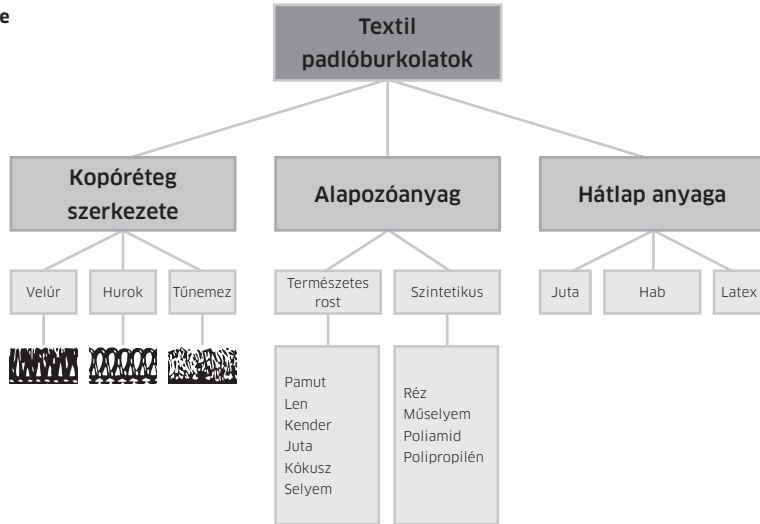 e
Textil
padlóburkolatok
Kopóréteg
szerkezete
Alapozóanyag
Hátlap anyaga
Velúr
Hurok
Tűnemez
Természetes
rost
Szintetikus
Juta
Hab
Latex
Pamut
Len
Kender
Juta
Kókusz
Selyem
Réz
Műselyem
Poliamid
Polipropilén